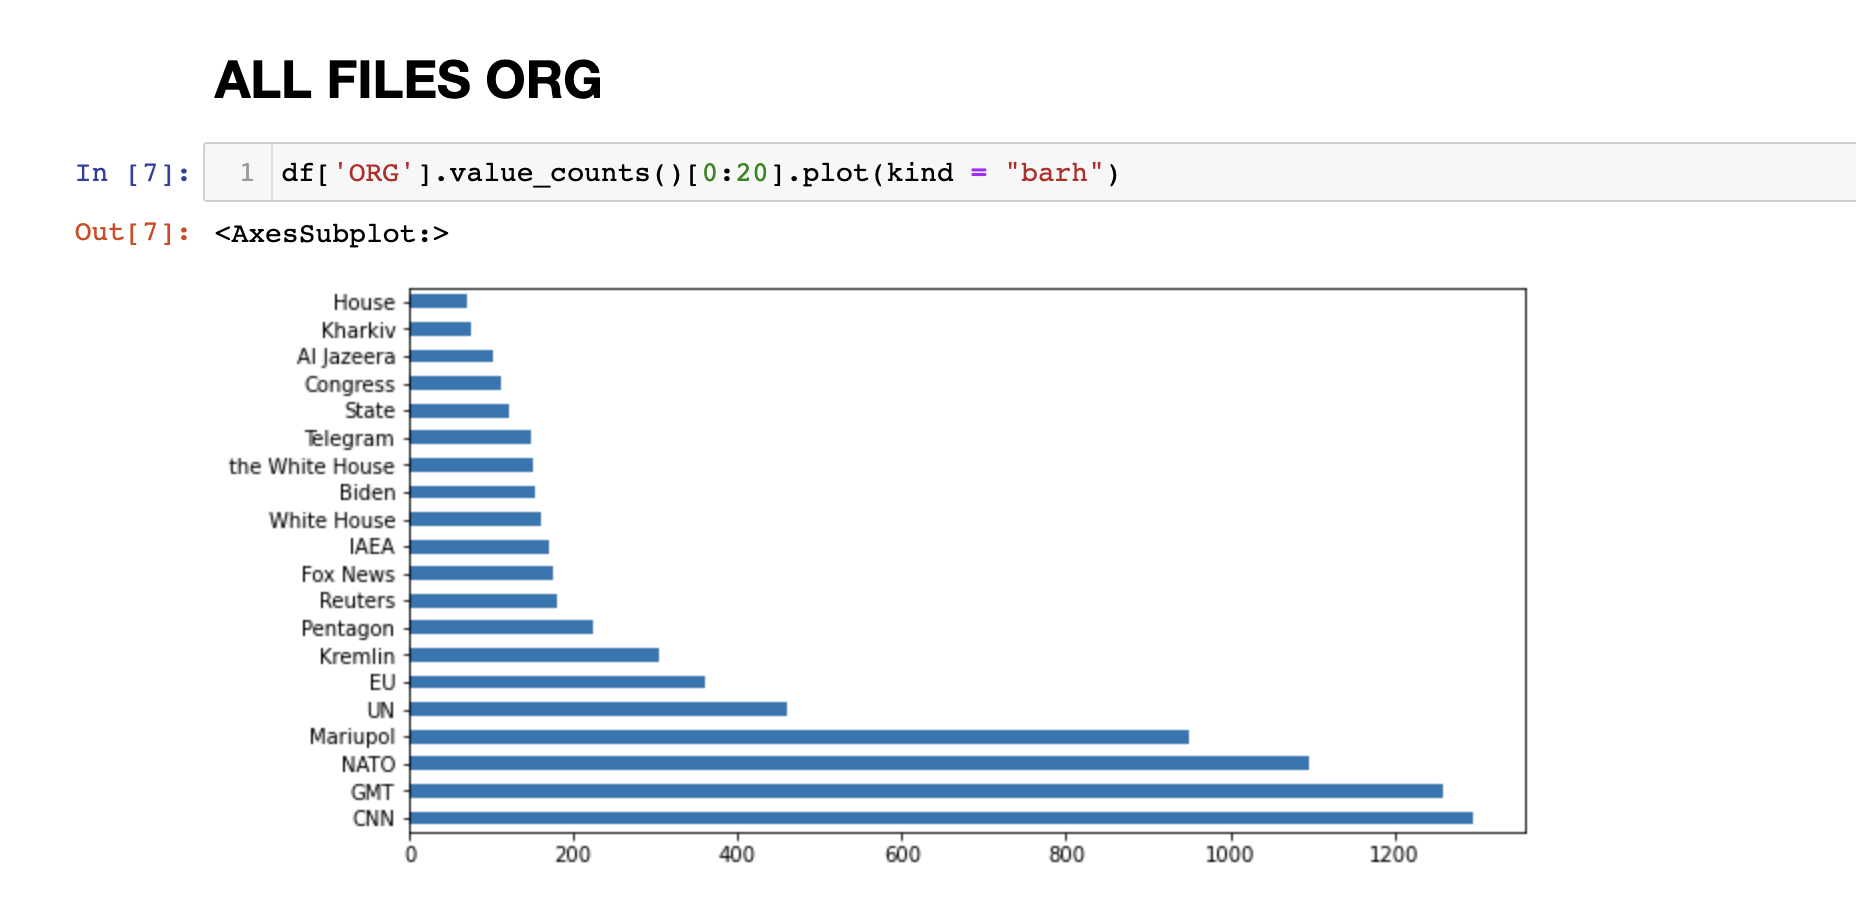 ALL FILES ORG
In [7]: 1 df['ORG'].value_counts()[0:20].plot(kind = "barh")
Out[7]: <AxesSubplot:>
House
Kharkiv
Al Jazeera
Congress
State
Telegram
the White House
Biden
White House
IAEA
Fox News
Reuters
Pentagon
Kremlin
EU
UN
Mariupol
NATO
GMT
CNN
0 200 400 600 800 1000 1200